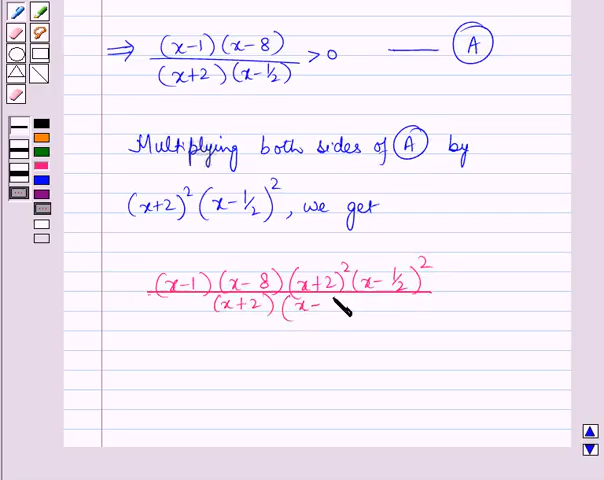 ⇒ (x-1)(x-8) / (x+2)(x-1/2) > 0 —— (A)
Multiplying both sides of (A) by
(x+2)² (x-1/2)², we get
(x-1)(x-8)(x+2)²(x-1/2)²
(x+2)(x-